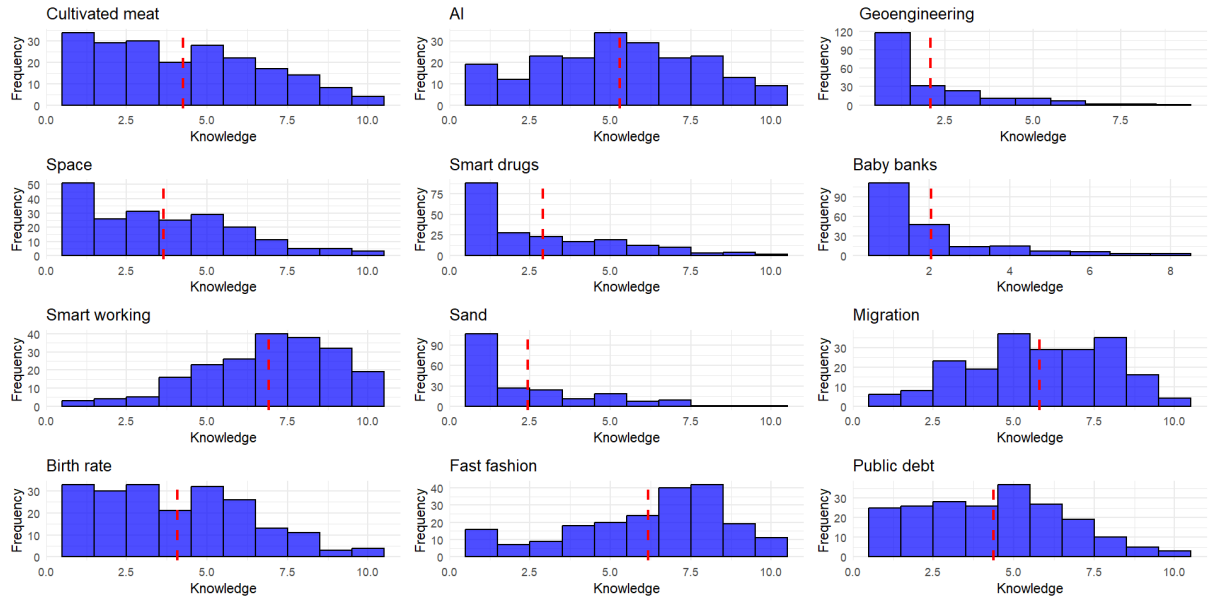 Cultivated meat
Frequency
30
20
10
0
0.0 2.5 5.0 7.5 10.0
Knowledge
AI
Frequency
30
20
10
0
0.0 2.5 5.0 7.5 10.0
Knowledge
Geoengineering
Frequency
120
90
60
30
0
2.5 5.0 7.5
Knowledge
Space
Frequency
50
40
30
20
10
0
0.0 2.5 5.0 7.5 10.0
Knowledge
Smart drugs
Frequency
75
50
25
0
0.0 2.5 5.0 7.5 10.0
Knowledge
Baby banks
Frequency
90
60
30
0
2 4 6 8
Knowledge
Smart working
Frequency
40
30
20
10
0
0.0 2.5 5.0 7.5 10.0
Knowledge
Sand
Frequency
90
60
30
0
0.0 2.5 5.0 7.5 10.0
Knowledge
Migration
Frequency
30
20
10
0
0.0 2.5 5.0 7.5 10.0
Knowledge
Birth rate
Frequency
30
20
10
0
0.0 2.5 5.0 7.5 10.0
Knowledge
Fast fashion
Frequency
40
30
20
10
0
0.0 2.5 5.0 7.5 10.0
Knowledge
Public debt
Frequency
30
20
10
0
0.0 2.5 5.0 7.5 10.0
Knowledge